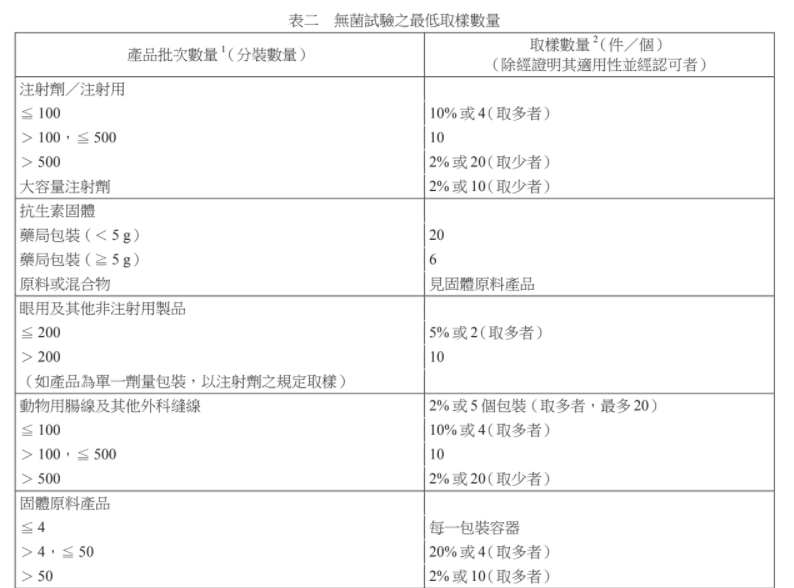 表二　無菌試驗之最低取樣數量
產品批次數量1(分裝數量)　取樣數量2(件／個)
(除經證明其適用性並經認可者)
注射劑／注射用
≦ 100　10% 或 4(取多者)
> 100，≦ 500　10
> 500　2% 或 20(取少者)
大容量注射劑　2% 或 10(取少者)
抗生素固體
藥局包裝(< 5 g)　20
藥局包裝(≧ 5 g)　6
原料或混合物　見固體原料產品
眼用及其他非注射用製品
≦ 200　5% 或 2(取多者)
> 200　10
(如產品為單一劑量包裝，以注射劑之規定取樣)
動物用腸線及其他外科縫線　2% 或 5 個包裝(取多者，最多 20)
≦ 100　10% 或 4(取多者)
> 100，≦ 500　10
> 500　2% 或 20(取少者)
固體原料產品
≦ 4　每一包裝容器
> 4，≦ 50　20% 或 4(取多者)
> 50　2% 或 10(取多者)